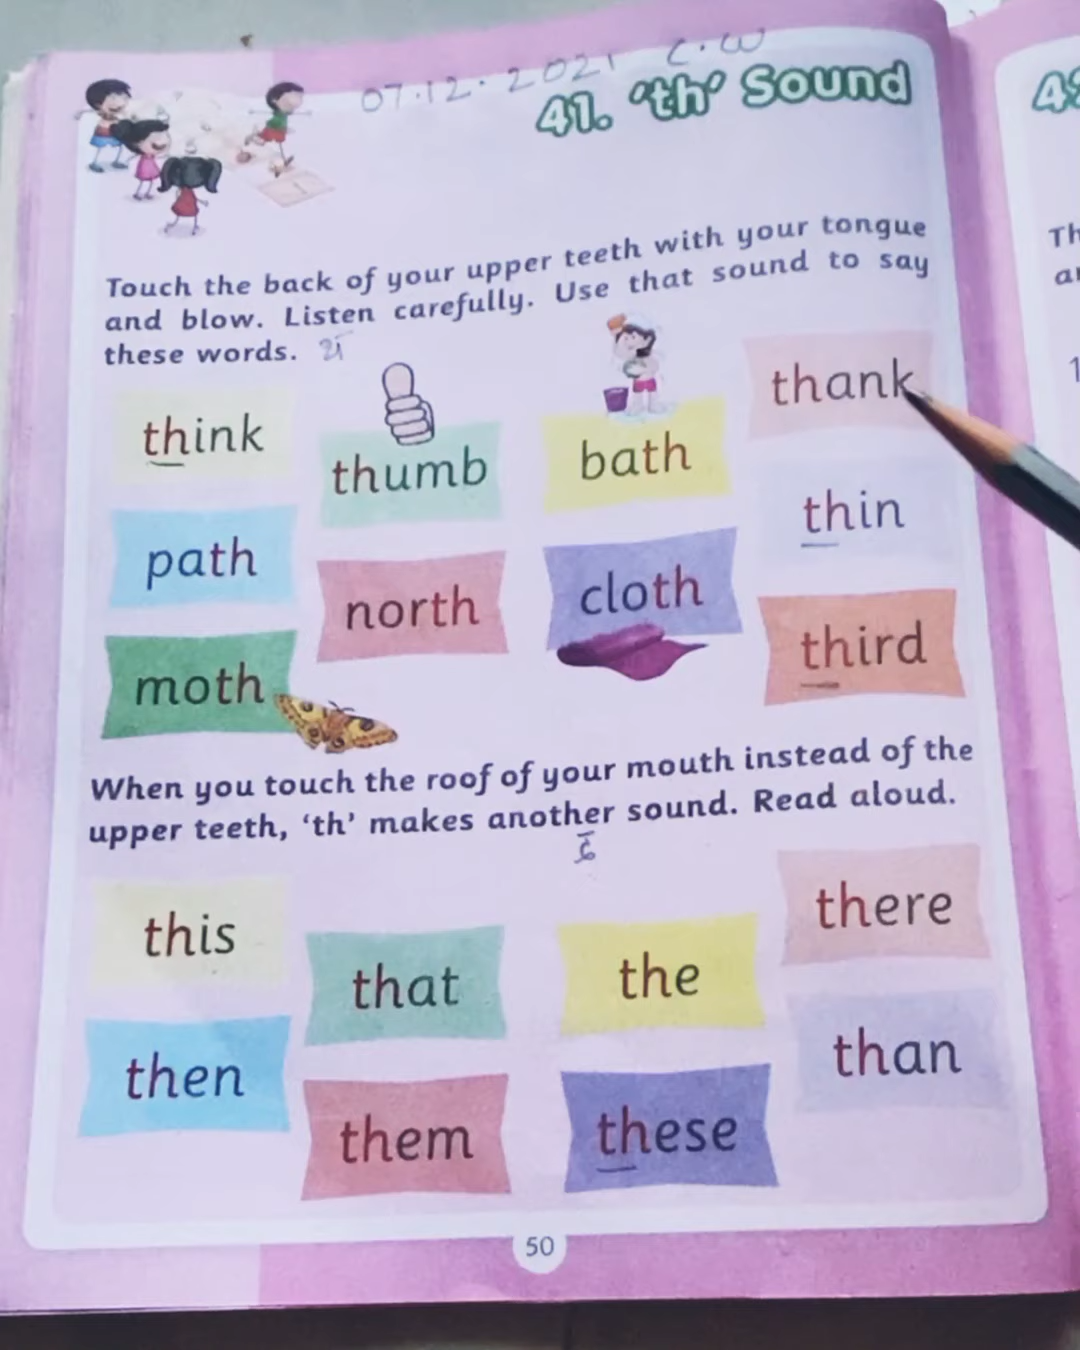 07.12.2021 C.W
41. 'th' Sound
Touch the back of your upper teeth with your tongue
and blow. Listen carefully. Use that sound to say
these words.
think thumb bath thank
path north cloth thin
moth third
When you touch the roof of your mouth instead of the
upper teeth, 'th' makes another sound. Read aloud.
this that the there
then them these than
50